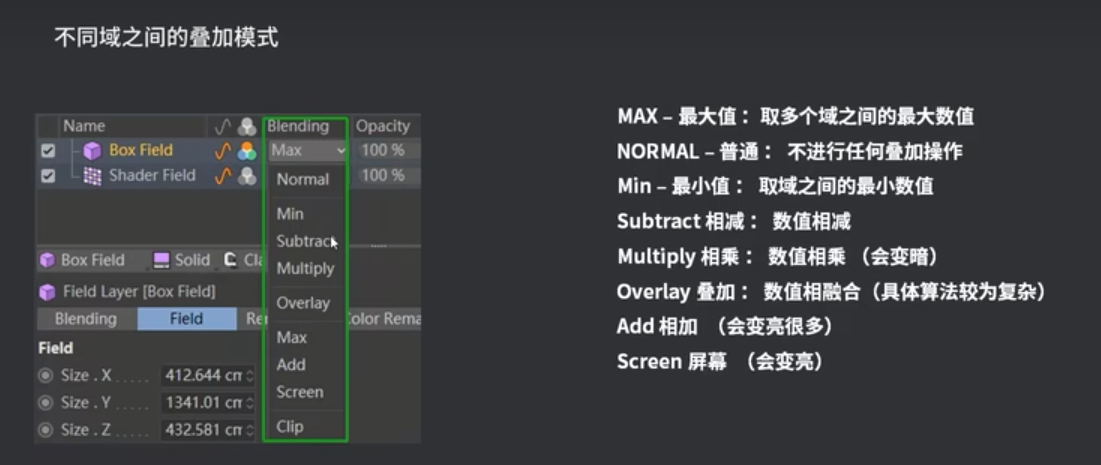 不同域之间的叠加模式
Name Blending Opacity
Box Field Max 100 %
Shader Field 100 %
Normal
Min
Subtract
Multiply
Overlay
Max
Add
Screen
Clip
Box Field Solid Cla
Field Layer [Box Field]
Blending Field Re Color Rema
Field
Size . X 412.644 cm
Size . Y 1341.01 cm
Size . Z 432.581 cm
MAX – 最大值： 取多个域之间的最大数值
NORMAL – 普通： 不进行任何叠加操作
Min – 最小值： 取域之间的最小数值
Subtract 相减： 数值相减
Multiply 相乘： 数值相乘 （会变暗）
Overlay 叠加： 数值相融合（具体算法较为复杂）
Add 相加 （会变亮很多）
Screen 屏幕 （会变亮）